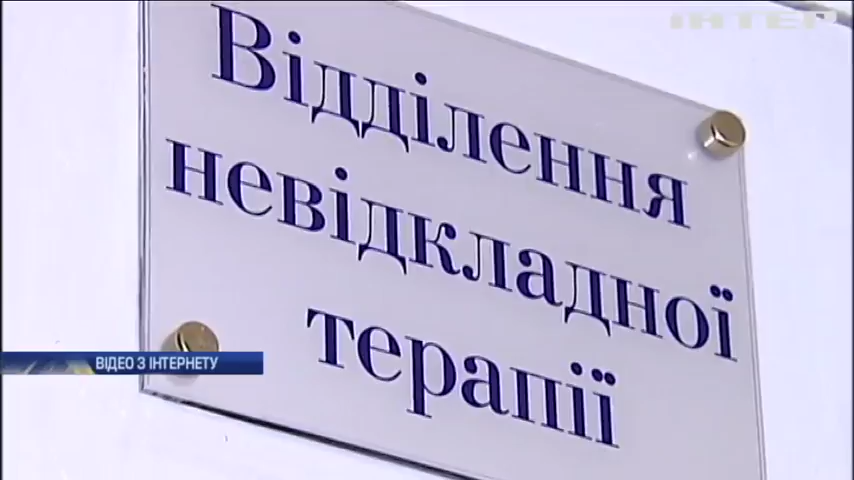 ІНТЕР
Відділення
невідкладної
терапії
ВІДЕО З ІНТЕРНЕТУ